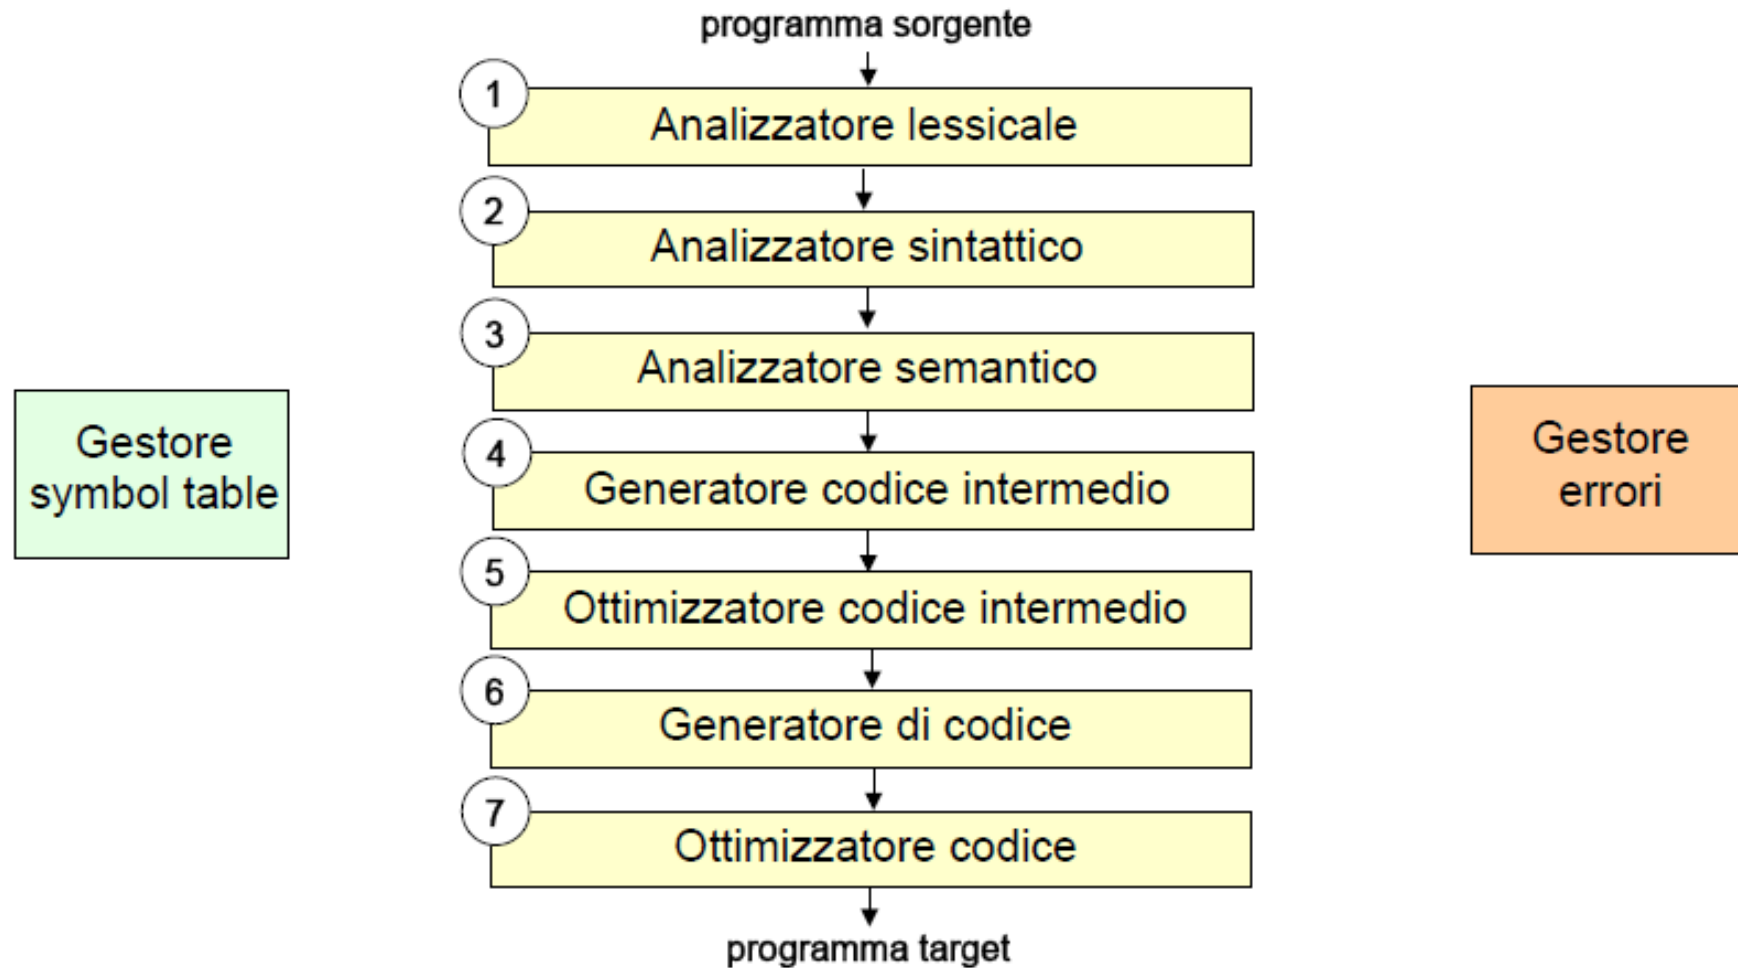 programma sorgente
1
Analizzatore lessicale
2
Analizzatore sintattico
3
Analizzatore semantico
Gestore
symbol table
4
Generatore codice intermedio
Gestore
errori
5
Ottimizzatore codice intermedio
6
Generatore di codice
7
Ottimizzatore codice
programma target